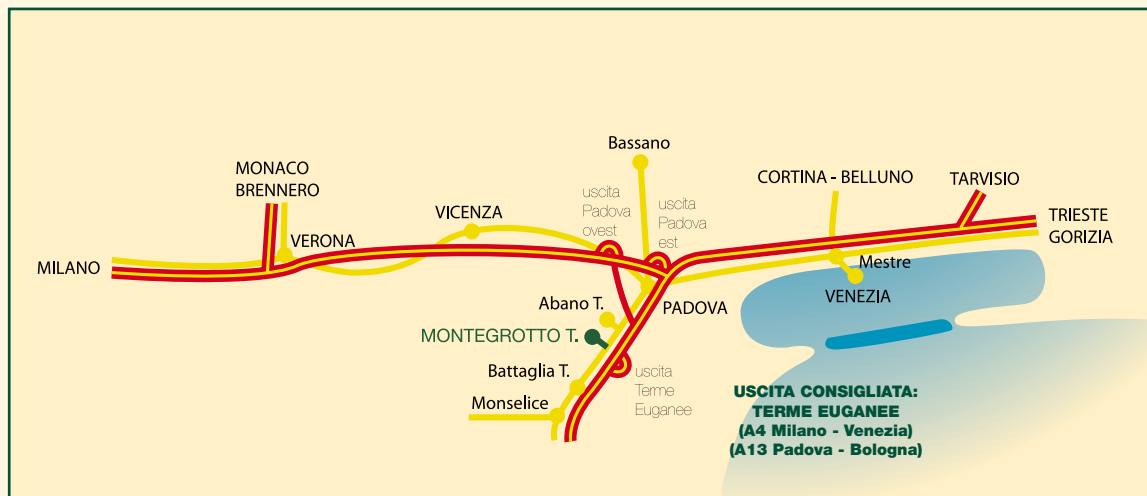 Bassano
MONACO
BRENNERO
CORTINA - BELLUNO
TARVISIO
uscita
Padova
ovest
uscita
Padova
est
VICENZA
TRIESTE
GORIZIA
VERONA
MILANO
Mestre
VENEZIA
Abano T.
PADOVA
MONTEGROTTO T.
Battaglia T.
uscita
Terme
Euganee
Monselice
USCITA CONSIGLIATA:
TERME EUGANEE
(A4 Milano - Venezia)
(A13 Padova - Bologna)